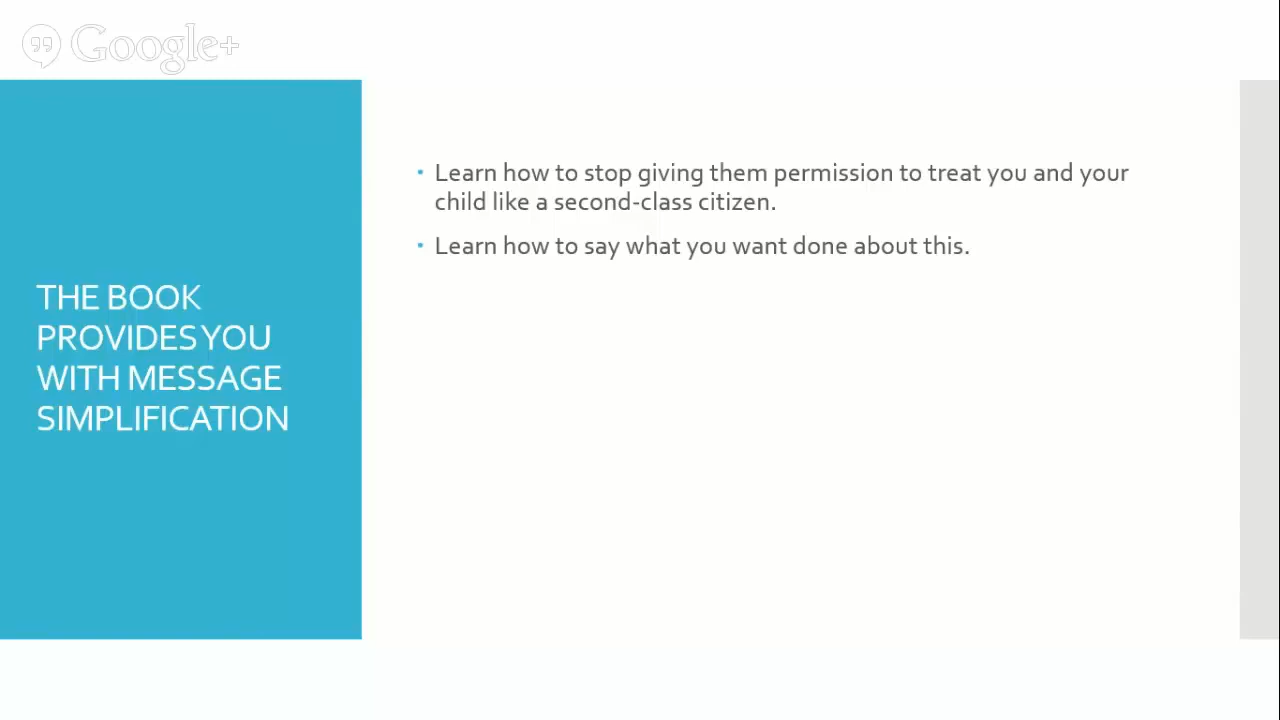 Google+
THE BOOK
PROVIDES YOU
WITH MESSAGE
SIMPLIFICATION
Learn how to stop giving them permission to treat you and your
child like a second-class citizen.
Learn how to say what you want done about this.